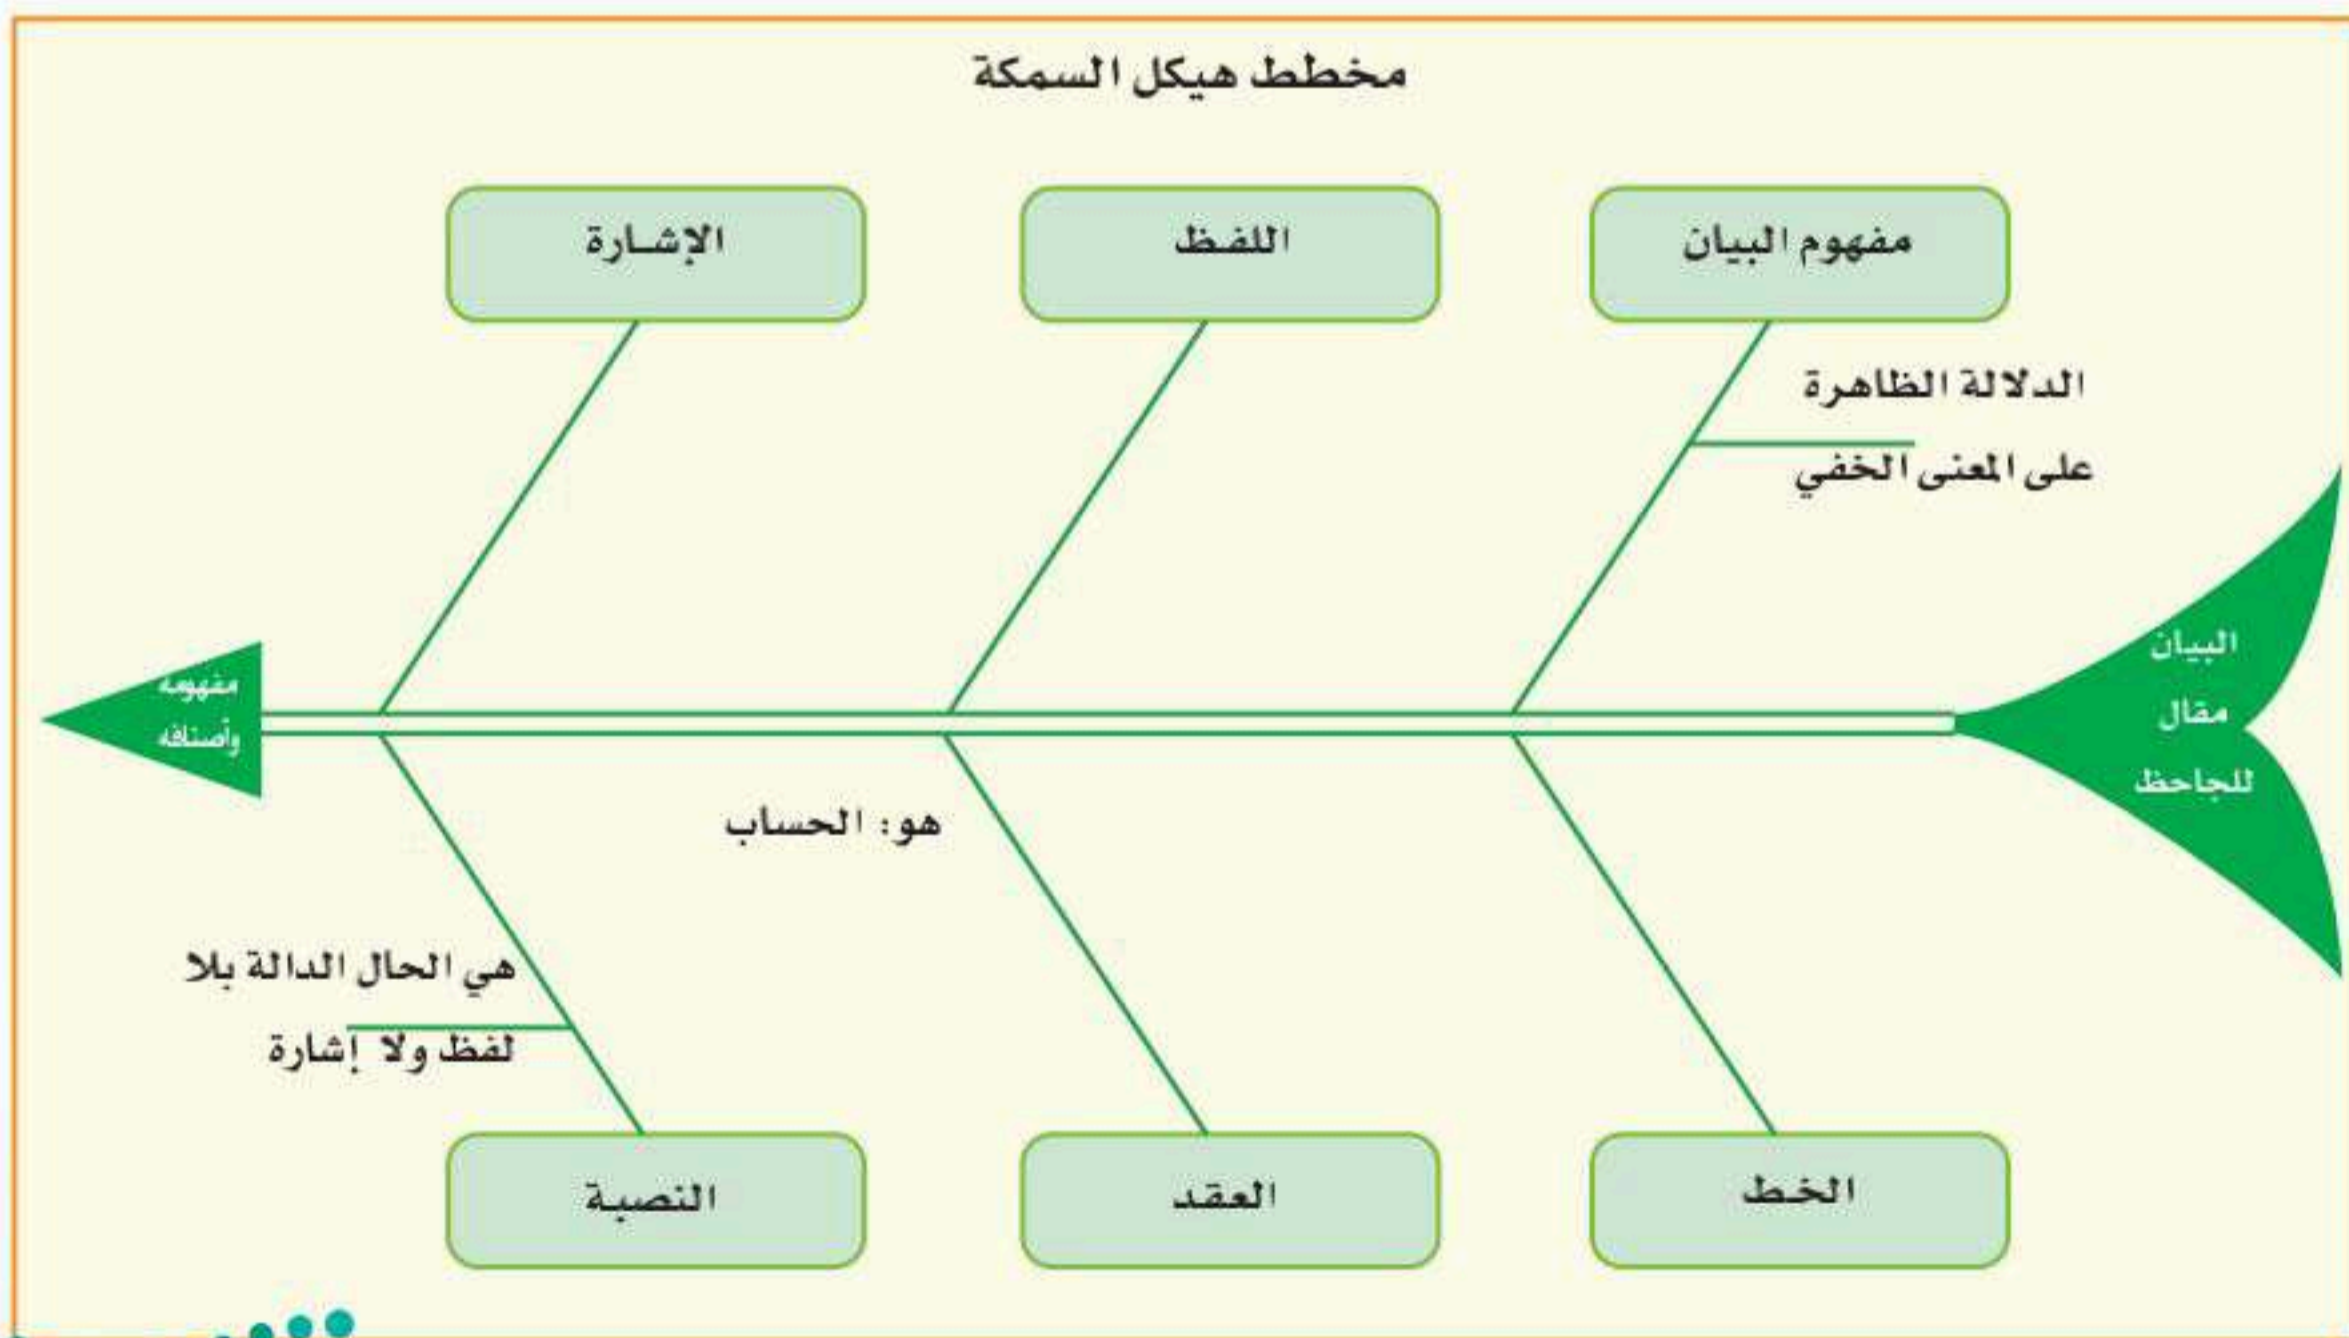 مخطط هيكل السمكة
مفهوم البيان
اللفظ
الإشارة
الدلالة الظاهرة
على المعنى الخفي
البيان
مقال
للجاحظ
مفهومه
وأصنافه
هو: الحساب
هي الحال الدالة بلا
لفظ ولا إشارة
الخط
العقد
النصبة